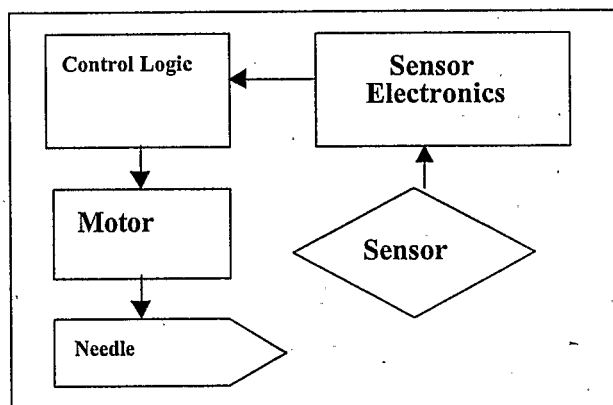 Control Logic
Sensor
Electronics
Motor
Sensor
Needle